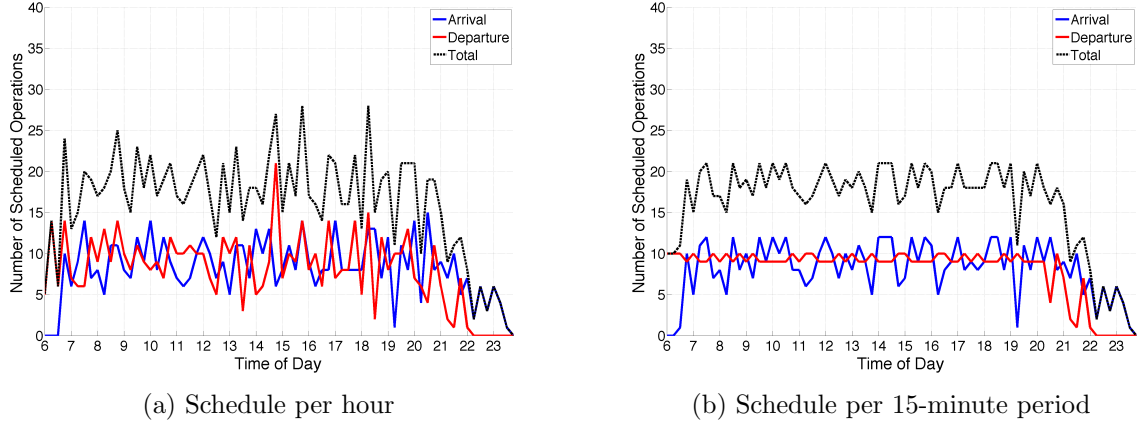 40
35
30
25
20
15
10
5
0
Number of Scheduled Operations
6 7 8 9 10 11 12 13 14 15 16 17 18 19 20 21 22 23
Time of Day
Arrival
Departure
Total
(a) Schedule per hour
40
35
30
25
20
15
10
5
0
Number of Scheduled Operations
6 7 8 9 10 11 12 13 14 15 16 17 18 19 20 21 22 23
Time of Day
Arrival
Departure
Total
(b) Schedule per 15-minute period